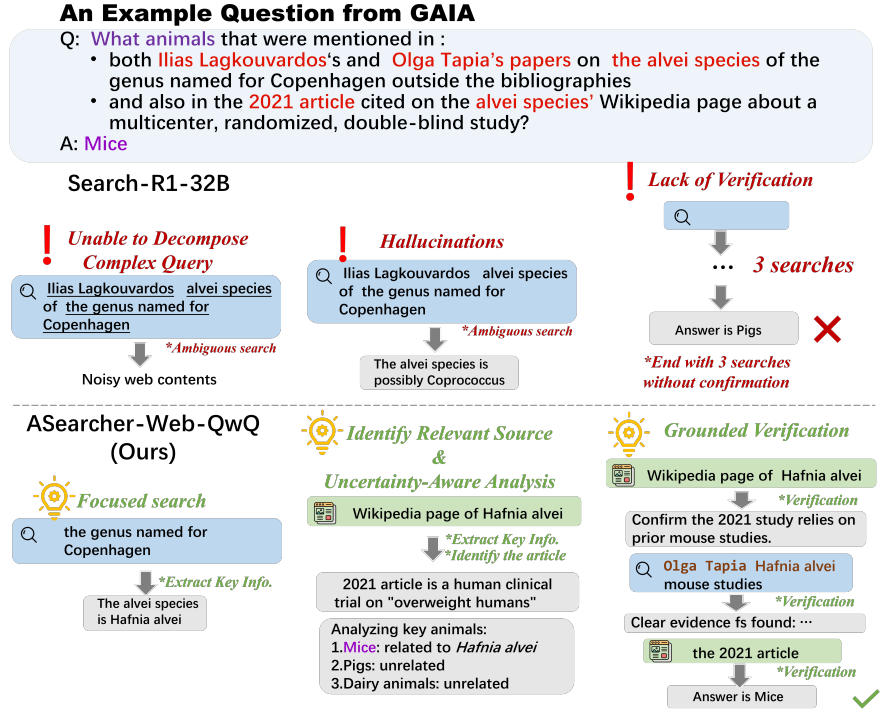 An Example Question from GAIA
Q: What animals that were mentioned in :
• both Ilias Lagkouvardos‘s and Olga Tapia’s papers on the alvei species of the
genus named for Copenhagen outside the bibliographies
• and also in the 2021 article cited on the alvei species’ Wikipedia page about a
multicenter, randomized, double-blind study?
A: Mice
Search-R1-32B
! Unable to Decompose
Complex Query
Ilias Lagkouvardos alvei species
of the genus named for
Copenhagen
*Ambiguous search
Noisy web contents
! Hallucinations
Ilias Lagkouvardos alvei species
of the genus named for
Copenhagen
*Ambiguous search
The alvei species is
possibly Coprococcus
! Lack of Verification
... 3 searches
Answer is Pigs
*End with 3 searches
without confirmation
ASearcher-Web-QwQ
(Ours)
Focused search
the genus named for
Copenhagen
*Extract Key Info.
The alvei species
is Hafnia alvei
Identify Relevant Source
&
Uncertainty-Aware Analysis
Wikipedia page of Hafnia alvei
*Extract Key Info.
*Identify the article
2021 article is a human clinical
trial on "overweight humans"
Analyzing key animals:
1.Mice: related to Hafnia alvei
2.Pigs: unrelated
3.Dairy animals: unrelated
Grounded Verification
Wikipedia page of Hafnia alvei
*Verification
Confirm the 2021 study relies on
prior mouse studies.
Olga Tapia Hafnia alvei
mouse studies
*Verification
Clear evidence fs found: ···
the 2021 article
*Verification
Answer is Mice